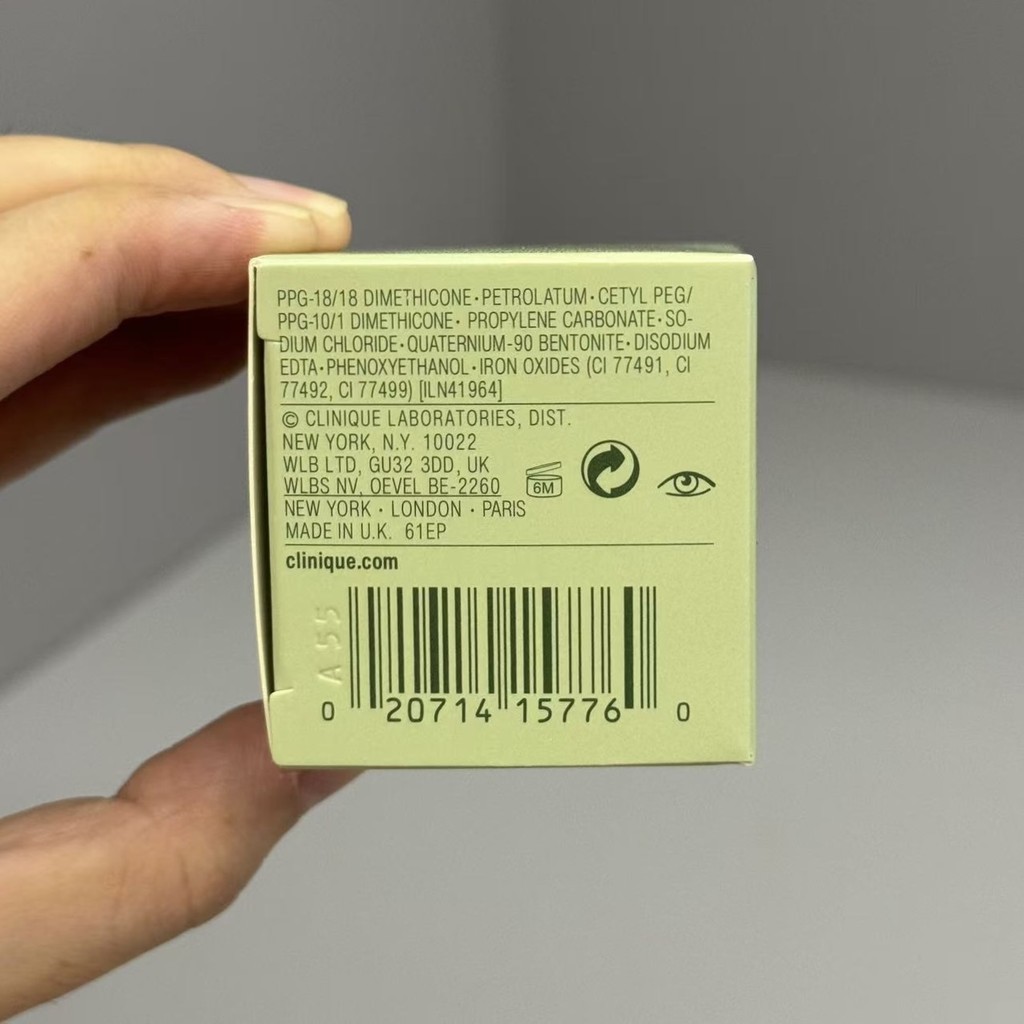 PPG-18/18 DIMETHICONE•PETROLATUM•CETYL PEG/
PPG-10/1 DIMETHICONE• PROPYLENE CARBONATE•SO-
DIUM CHLORIDE•QUATERNIUM-90 BENTONITE•DISODIUM
EDTA•PHENOXYETHANOL•IRON OXIDES (CI 77491, CI
77492, CI 77499) [ILN41964]
© CLINIQUE LABORATORIES, DIST.
NEW YORK, N.Y. 10022
WLB LTD, GU32 3DD, UK
WLBS NV, OEVEL BE-2260
6M
NEW YORK • LONDON • PARIS
MADE IN U.K. 61EP
clinique.com
A55
0 20714 15776 0